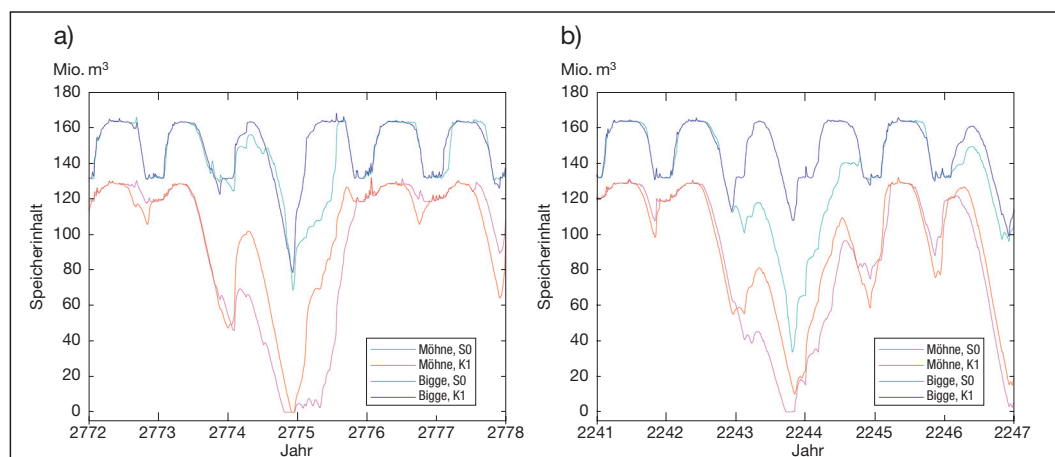 a)
Mio. m³
Speicherinhalt
180
160
140
120
100
80
60
40
20
0
2772 2773 2774 2775 2776 2777 2778
Jahr
Möhne, S0
Möhne, K1
Bigge, S0
Bigge, K1
b)
Mio. m³
Speicherinhalt
180
160
140
120
100
80
60
40
20
0
2241 2242 2243 2244 2245 2246 2247
Jahr
Möhne, S0
Möhne, K1
Bigge, S0
Bigge, K1